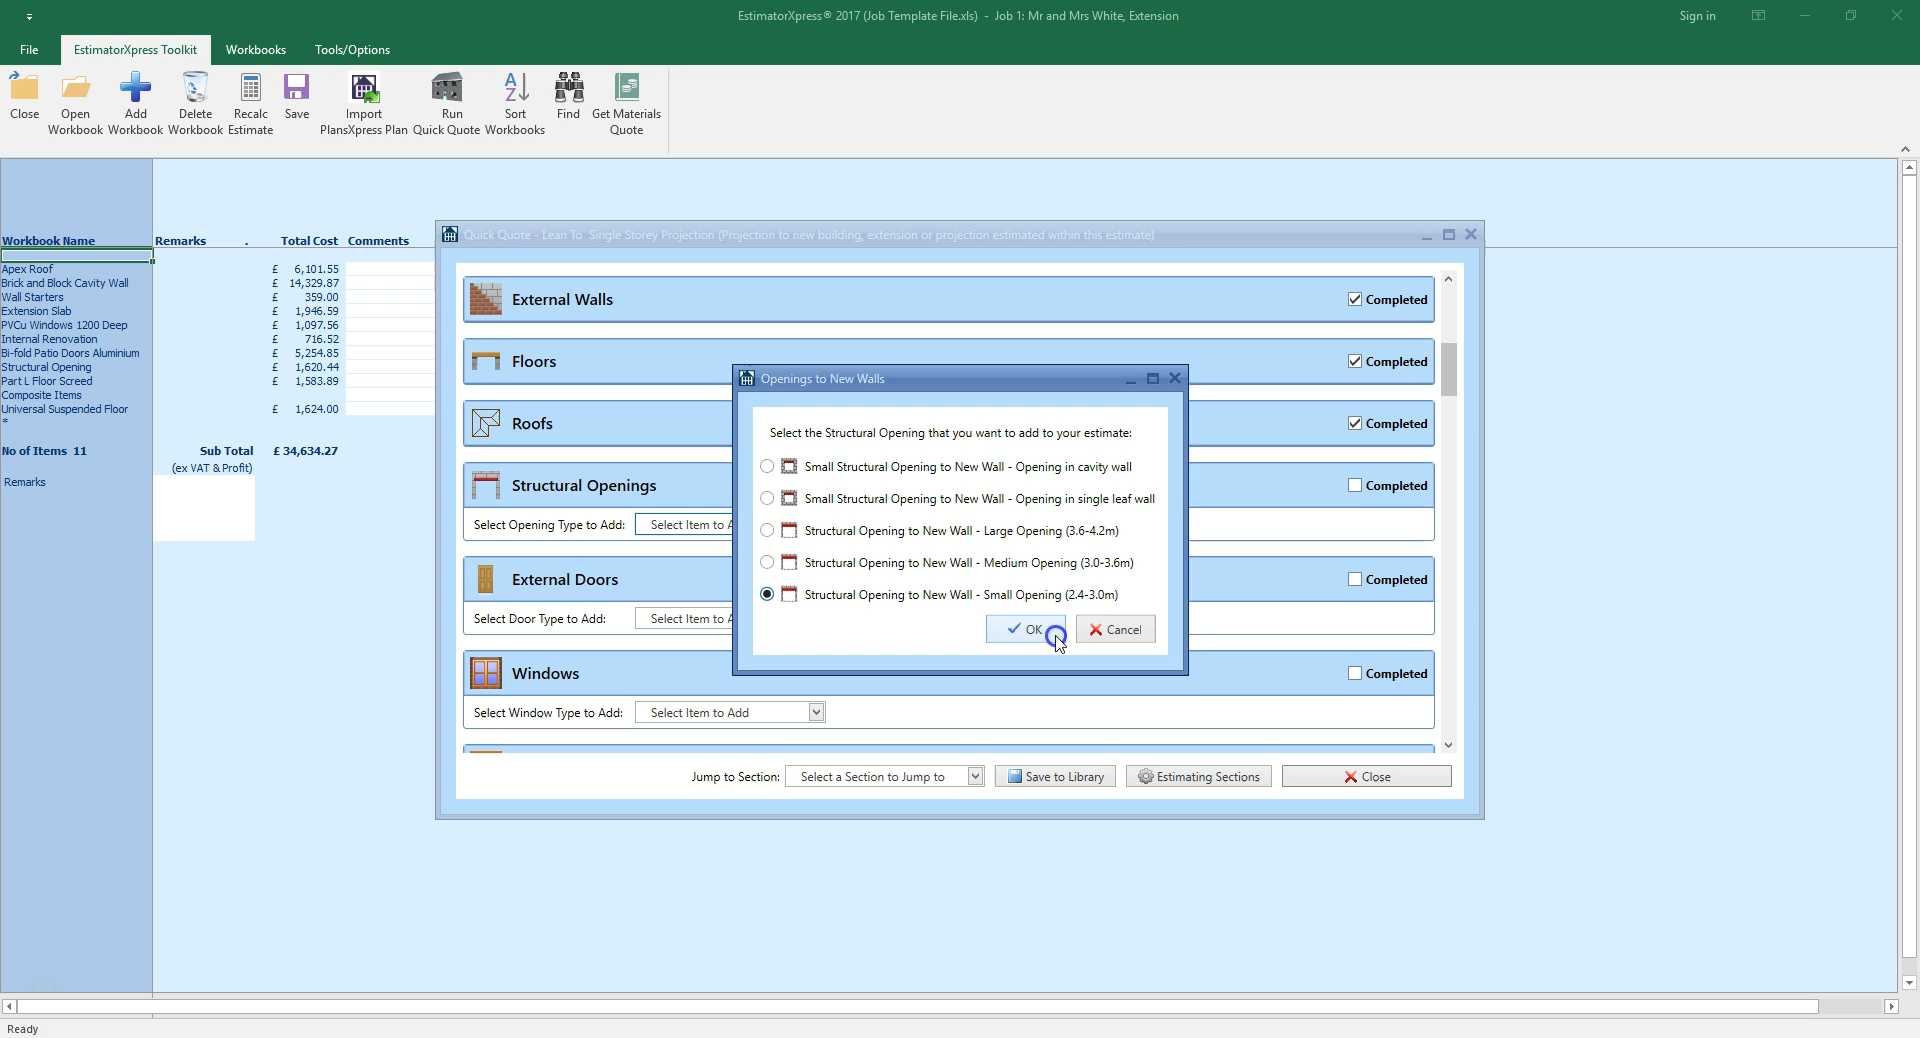 EstimatorXpress® 2017 (Job Template File.xls) - Job 1: Mr and Mrs White, Extension
Sign in
File
EstimatorXpress Toolkit
Workbooks
Tools/Options
Close
Open Workbook
Add Workbook
Delete Workbook
Recalc Estimate
Save
Import PlansXpress Plan
Run Quick Quote
Sort Workbooks
Find
Get Materials Quote
Workbook Name Remarks . Total Cost Comments
Apex Roof £ 6,101.55
Brick and Block Cavity Wall £ 14,329.87
Wall Starters £ 359.00
Extension Slab £ 1,946.59
PVCu Windows 1200 Deep £ 1,097.56
Internal Renovation £ 716.52
Bi-fold Patio Doors Aluminium £ 5,254.85
Structural Opening £ 1,620.44
Part L Floor Screed £ 1,583.89
Composite Items
Universal Suspended Floor £ 1,624.00
*
No of Items 11 Sub Total £ 34,634.27
(ex VAT & Profit)
Remarks
Quick Quote - Lean To Single Storey Projection (Projection to new building, extension or projection estimated within this estimate)
External Walls Completed
Floors Completed
Roofs Completed
Structural Openings Completed
Select Opening Type to Add: Select Item to A
External Doors Completed
Select Door Type to Add: Select Item to A
Windows Completed
Select Window Type to Add: Select Item to Add
Jump to Section: Select a Section to Jump to Save to Library Estimating Sections Close
Openings to New Walls
Select the Structural Opening that you want to add to your estimate:
Small Structural Opening to New Wall - Opening in cavity wall
Small Structural Opening to New Wall - Opening in single leaf wall
Structural Opening to New Wall - Large Opening (3.6-4.2m)
Structural Opening to New Wall - Medium Opening (3.0-3.6m)
Structural Opening to New Wall - Small Opening (2.4-3.0m)
OK Cancel
Ready